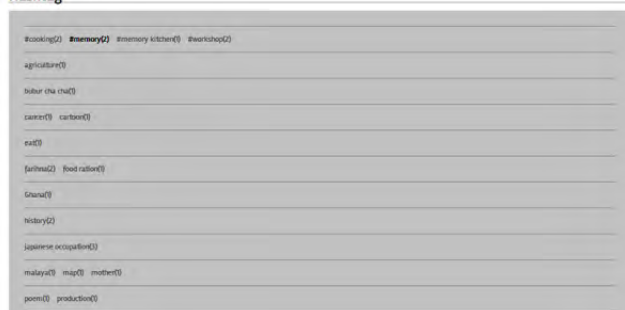 #cooking(2) #memory(2) #memory kitchen(1) #workshop(2)
agriculture(1)
bubur cha cha(1)
cancer(1) cartoon(1)
eat(1)
farihna(2) food ration(1)
Ghana(1)
history(2)
japanese occupation(3)
malaya(1) map(1) mother(1)
poem(1) production(1)